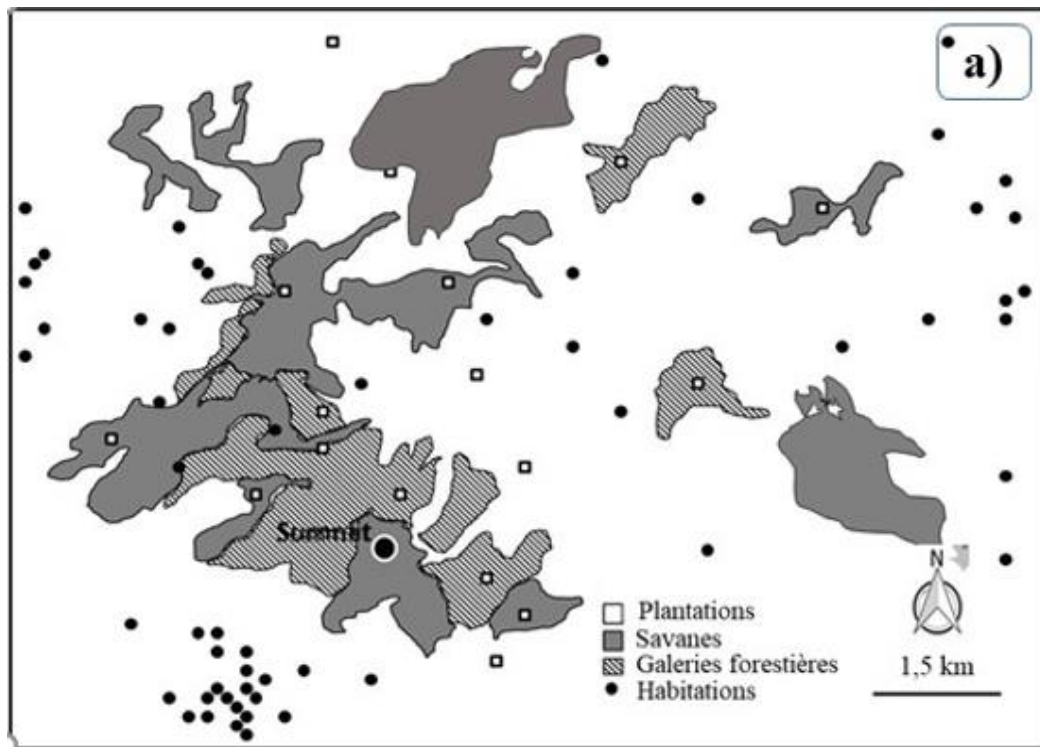 a)
Summit
N
Plantations
Savanes
Galeries forestières
Habitations
1,5 km